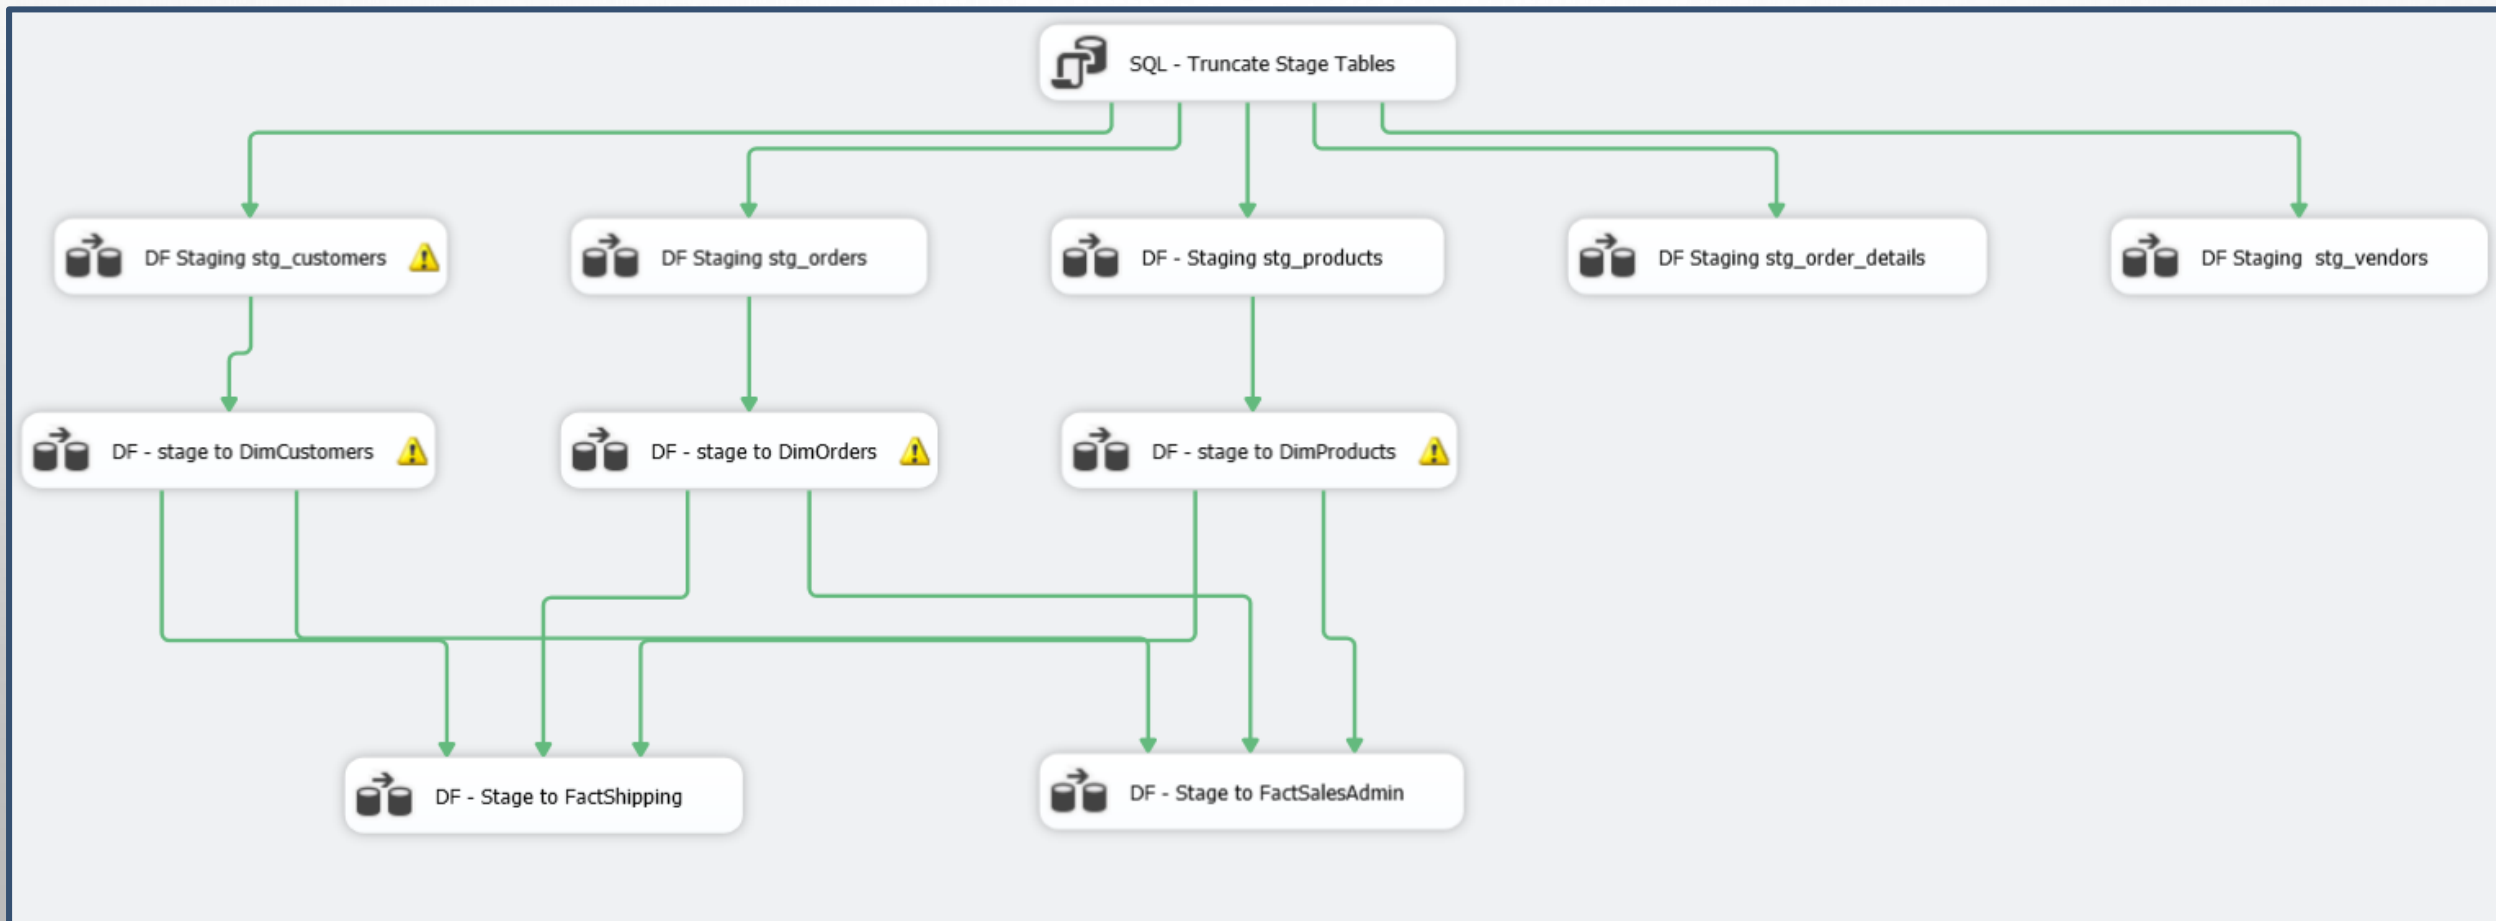 SQL - Truncate Stage Tables
DF Staging stg_customers
DF Staging stg_orders
DF - Staging stg_products
DF Staging stg_order_details
DF Staging  stg_vendors
DF - stage to DimCustomers
DF - stage to DimOrders
DF - stage to DimProducts
DF - Stage to FactShipping
DF - Stage to FactSalesAdmin